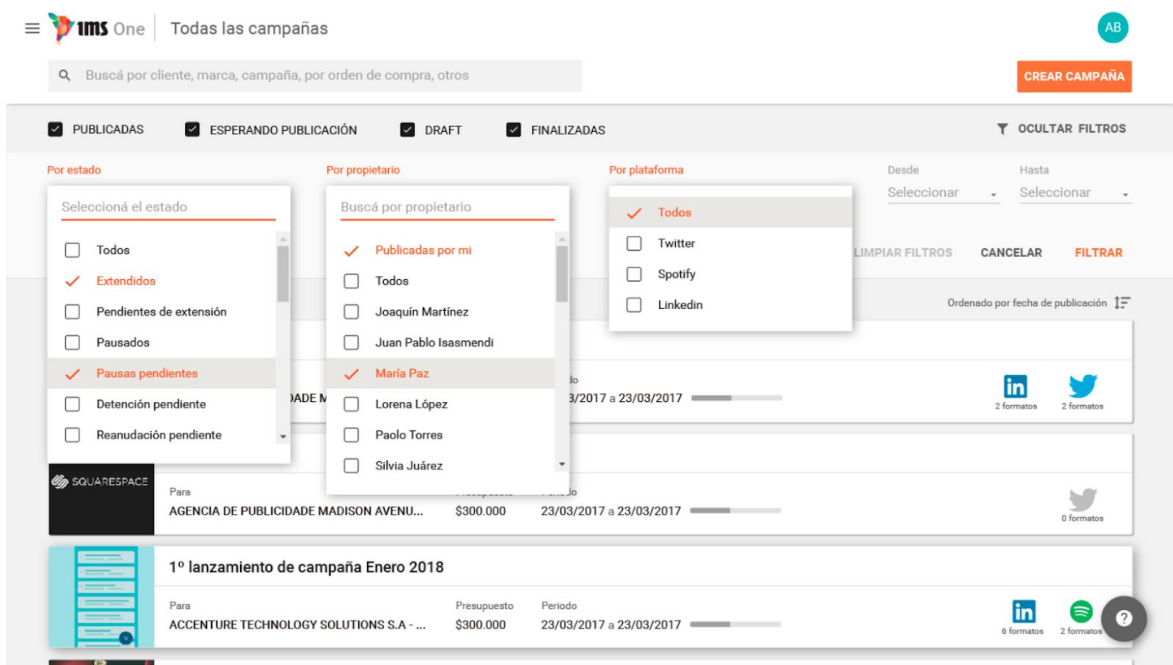 1ms One
Todas las campañas
AB
Buscá por cliente, marca, campaña, por orden de compra, otros
CREAR CAMPAÑA
PUBLICADAS
ESPERANDO PUBLICACIÓN
DRAFT
FINALIZADAS
OCULTAR FILTROS
Por estado
Por propietario
Por plataforma
Desde
Hasta
Seleccionar
Seleccionar
Seleccioná el estado
Todos
Extendidos
Pendientes de extensión
Pausados
Pausas pendientes
Detención pendiente
Reanudación pendiente
Buscá por propietario
Publicadas por mi
Todos
Joaquín Martínez
Juan Pablo Isasmendi
María Paz
Lorena López
Paolo Torres
Silvia Juárez
Todos
Twitter
Spotify
Linkedin
LIMPIAR FILTROS
CANCELAR
FILTRAR
Ordenado por fecha de publicación
/2017 a 23/03/2017
in
2 formatos
2 formatos
SQUARESPACE
Para
AGENCIA DE PUBLICIDADE MADISON AVENU...
$300.000
23/03/2017 a 23/03/2017
0 formatos
1º lanzamiento de campaña Enero 2018
Para
Presupuesto
Periodo
ACCENTURE TECHNOLOGY SOLUTIONS S.A - ...
$300.000
23/03/2017 a 23/03/2017
in
6 formatos
2 formatos
?